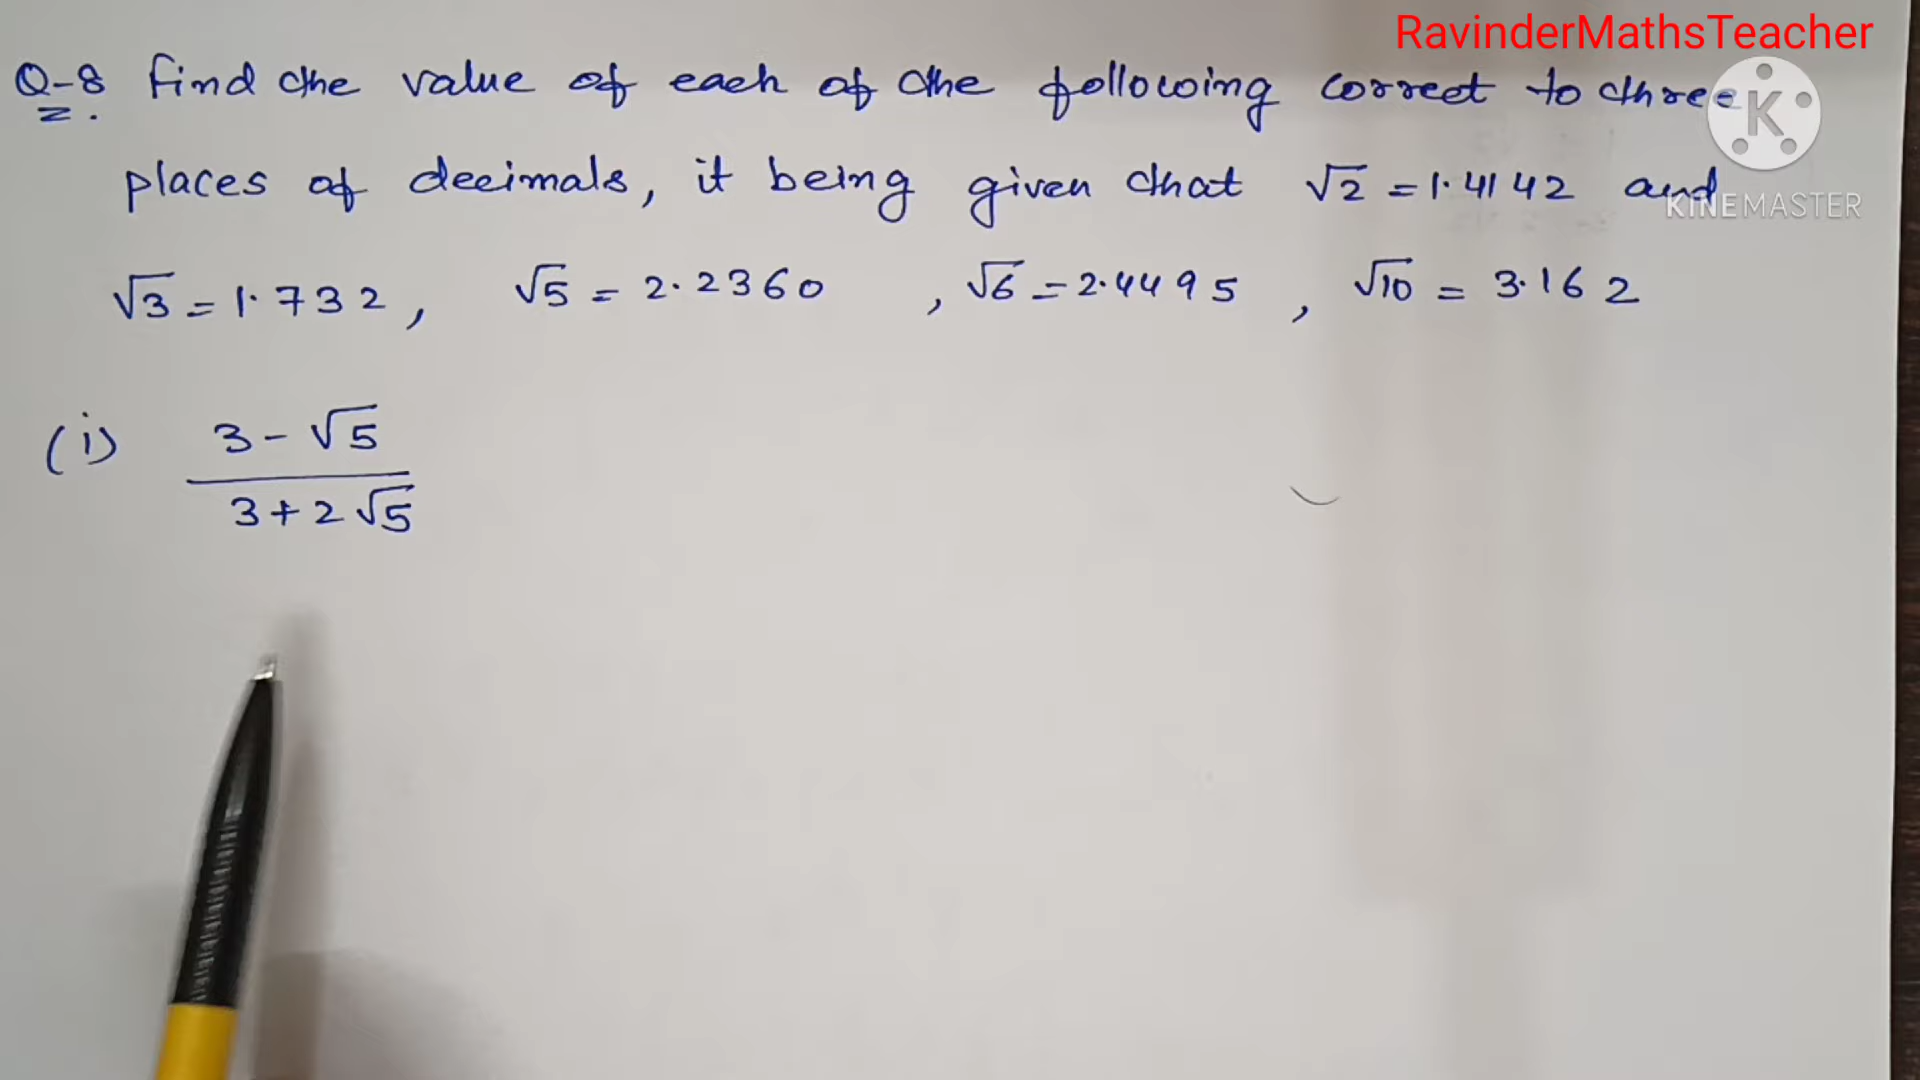 RavinderMathsTeacher
Q-8 Find the value of each of the following correct to three
places of decimals, it being given that √2 = 1.4142 and
K
KINEMASTER
√3 = 1.732, √5 = 2.2360, √6 = 2.4495, √10 = 3.162
(i) 3 - √5
3 + 2√5